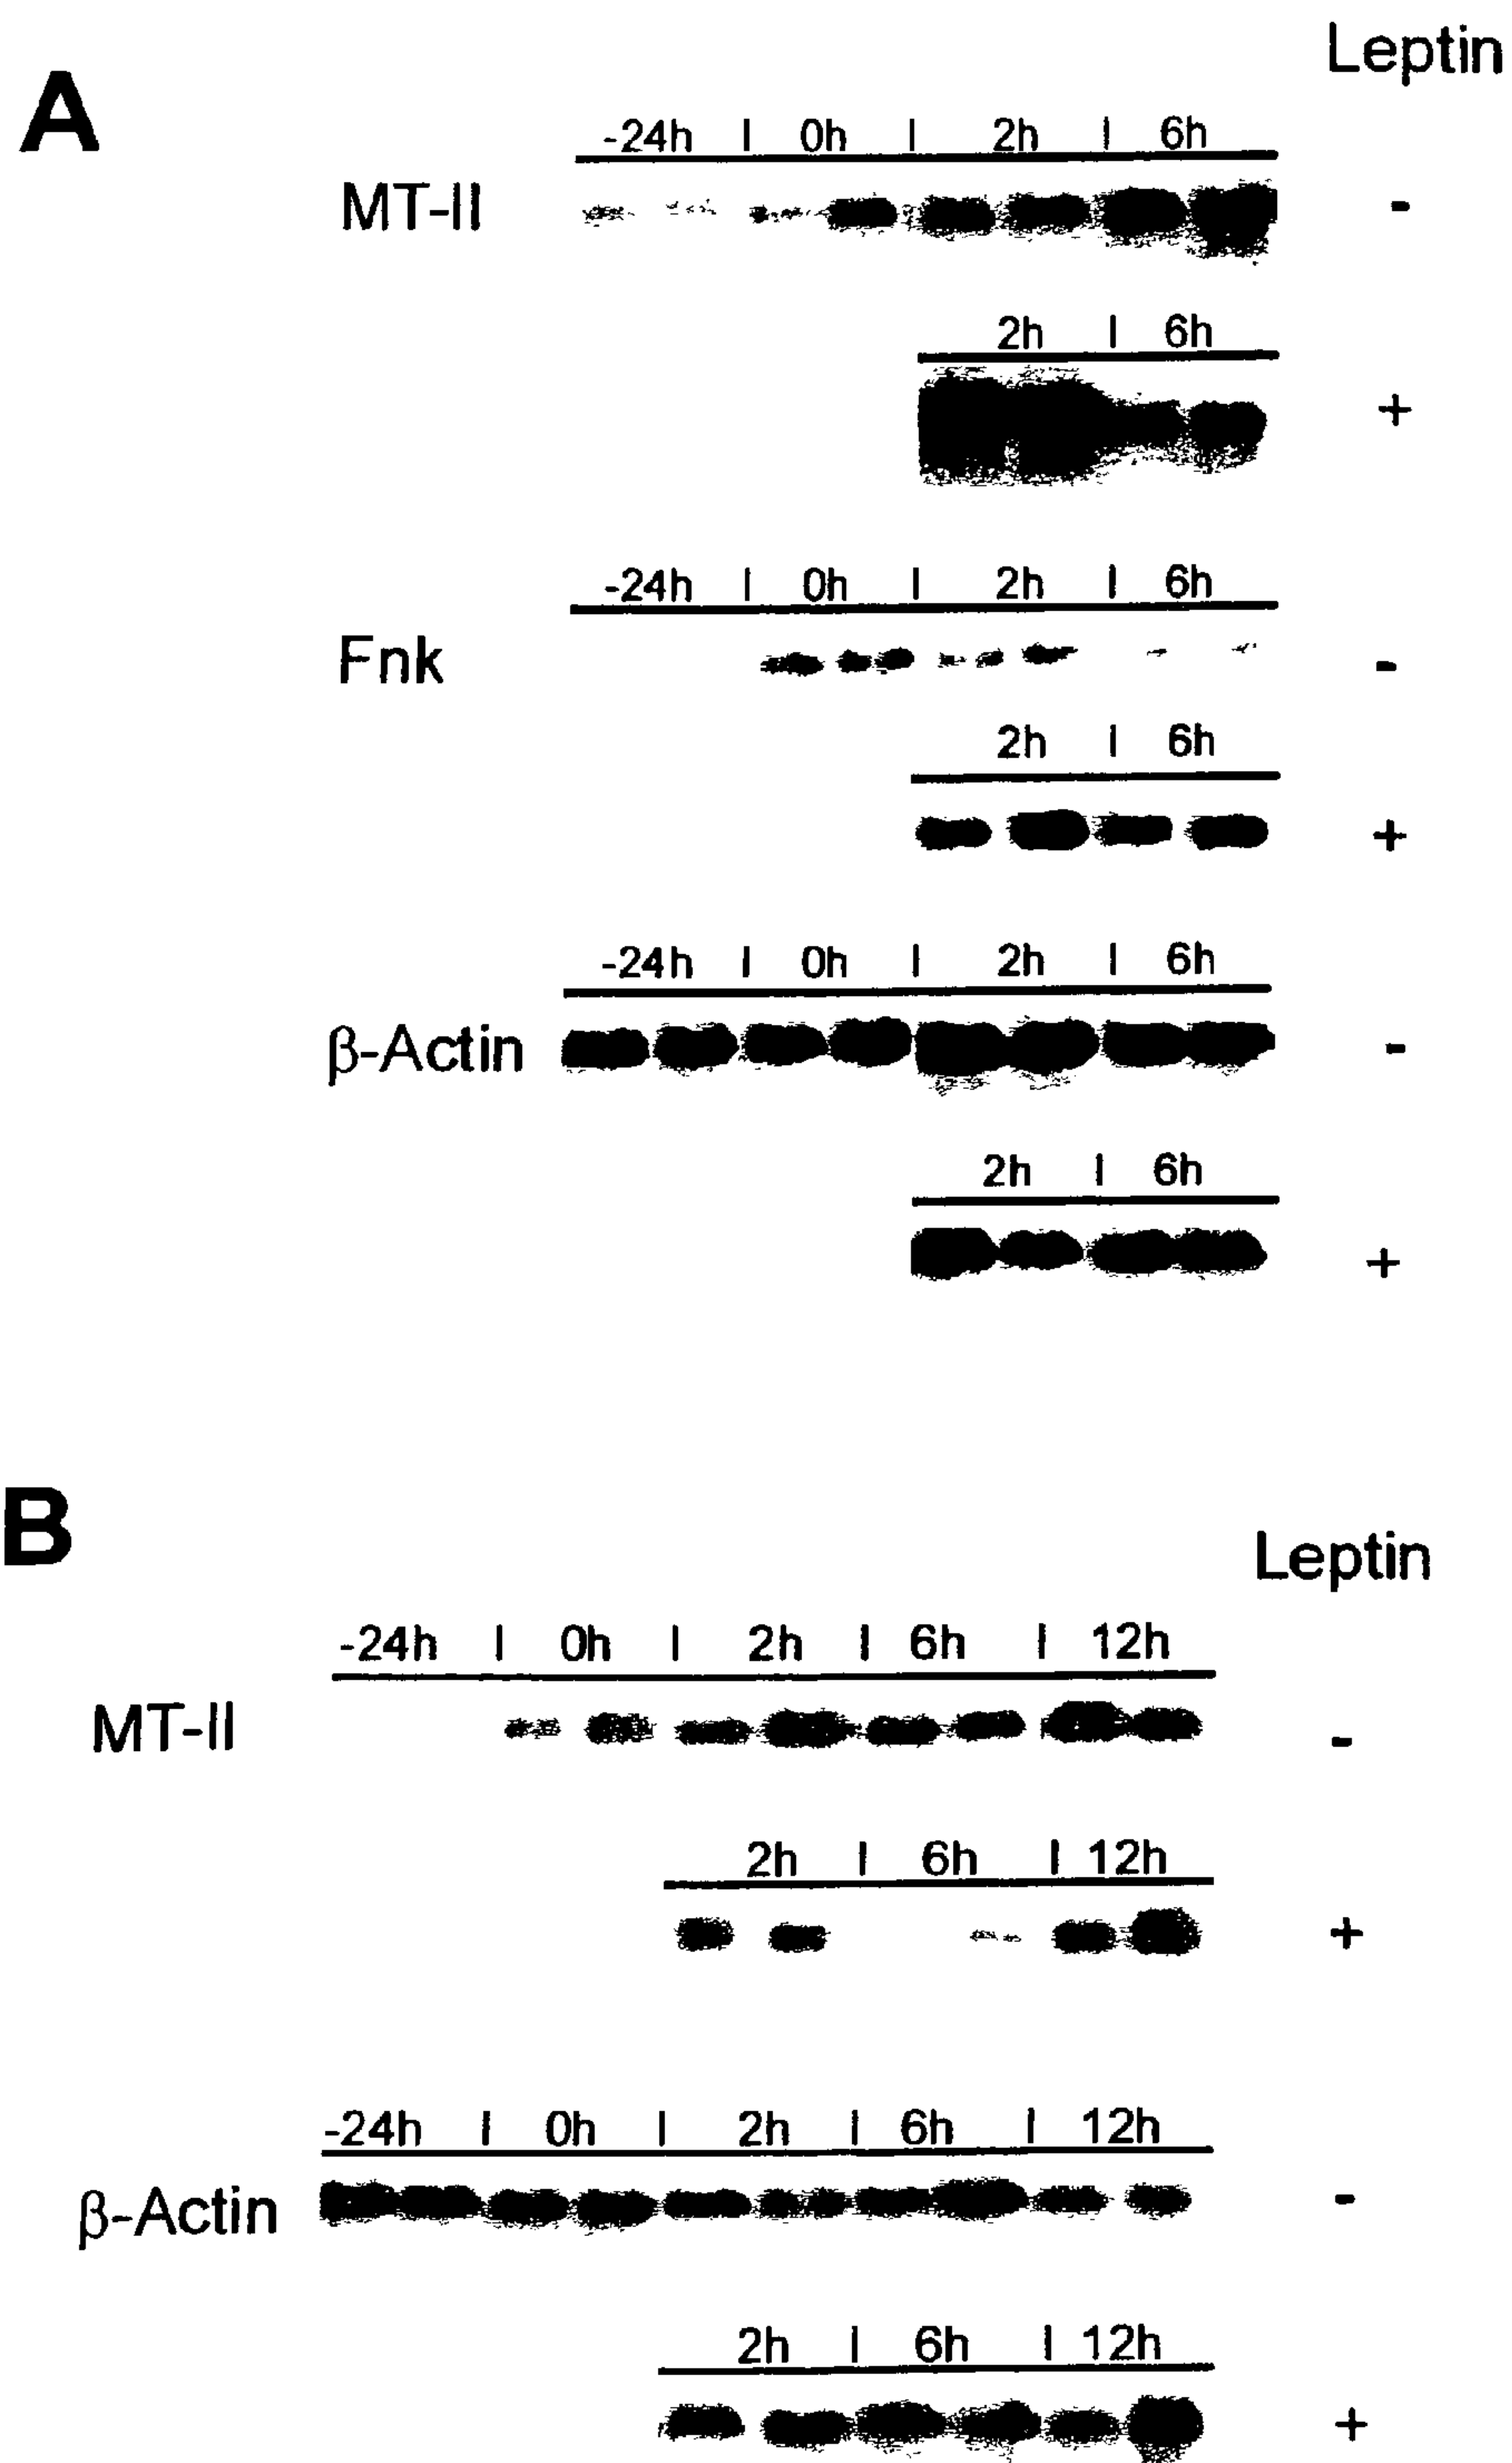 Leptin
A
-24h | 0h | 2h | 6h
MT-II
-
2h | 6h
+
-24h | 0h | 2h | 6h
Fnk
-
2h | 6h
+
-24h | 0h | 2h | 6h
β-Actin
-
2h | 6h
+
B
Leptin
-24h | 0h | 2h | 6h | 12h
MT-II
-
2h | 6h | 12h
+
-24h | 0h | 2h | 6h | 12h
β-Actin
-
2h | 6h | 12h
+